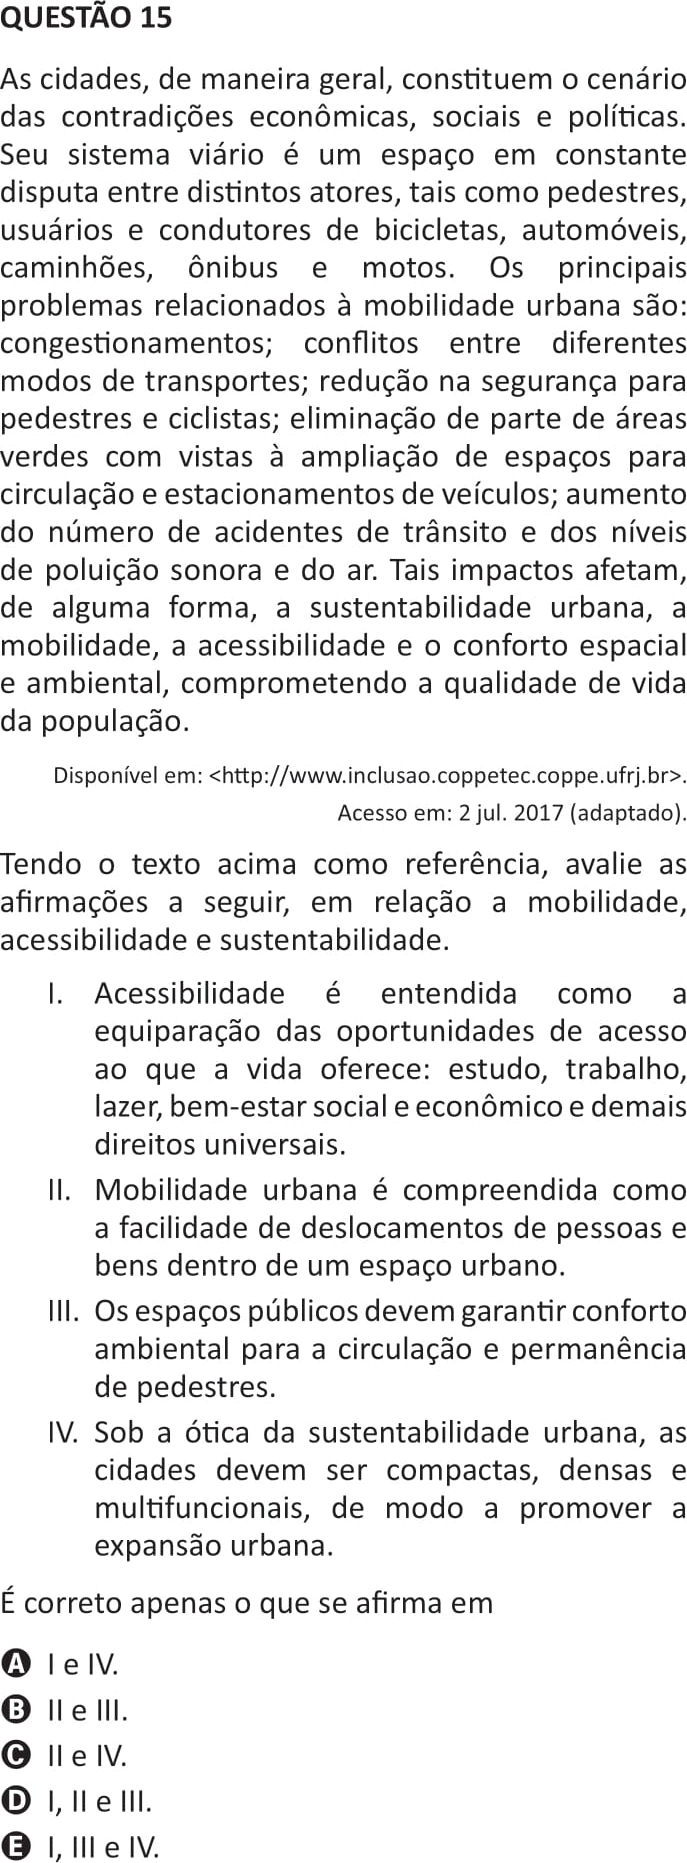 QUESTÃO 15
As cidades, de maneira geral, constituem o cenário
das contradições econômicas, sociais e políticas.
Seu sistema viário é um espaço em constante
disputa entre distintos atores, tais como pedestres,
usuários e condutores de bicicletas, automóveis,
caminhões, ônibus e motos. Os principais
problemas relacionados à mobilidade urbana são:
congestionamentos; conflitos entre diferentes
modos de transportes; redução na segurança para
pedestres e ciclistas; eliminação de parte de áreas
verdes com vistas à ampliação de espaços para
circulação e estacionamentos de veículos; aumento
do número de acidentes de trânsito e dos níveis
de poluição sonora e do ar. Tais impactos afetam,
de alguma forma, a sustentabilidade urbana, a
mobilidade, a acessibilidade e o conforto espacial
e ambiental, comprometendo a qualidade de vida
da população.
Disponível em: <http://www.inclusao.coppetec.coppe.ufrj.br>.
Acesso em: 2 jul. 2017 (adaptado).
Tendo o texto acima como referência, avalie as
afirmações a seguir, em relação a mobilidade,
acessibilidade e sustentabilidade.
I. Acessibilidade é entendida como a
equiparação das oportunidades de acesso
ao que a vida oferece: estudo, trabalho,
lazer, bem-estar social e econômico e demais
direitos universais.
II. Mobilidade urbana é compreendida como
a facilidade de deslocamentos de pessoas e
bens dentro de um espaço urbano.
III. Os espaços públicos devem garantir conforto
ambiental para a circulação e permanência
de pedestres.
IV. Sob a ótica da sustentabilidade urbana, as
cidades devem ser compactas, densas e
multifuncionais, de modo a promover a
expansão urbana.
É correto apenas o que se afirma em
A I e IV.
B II e III.
C II e IV.
D I, II e III.
E I, III e IV.